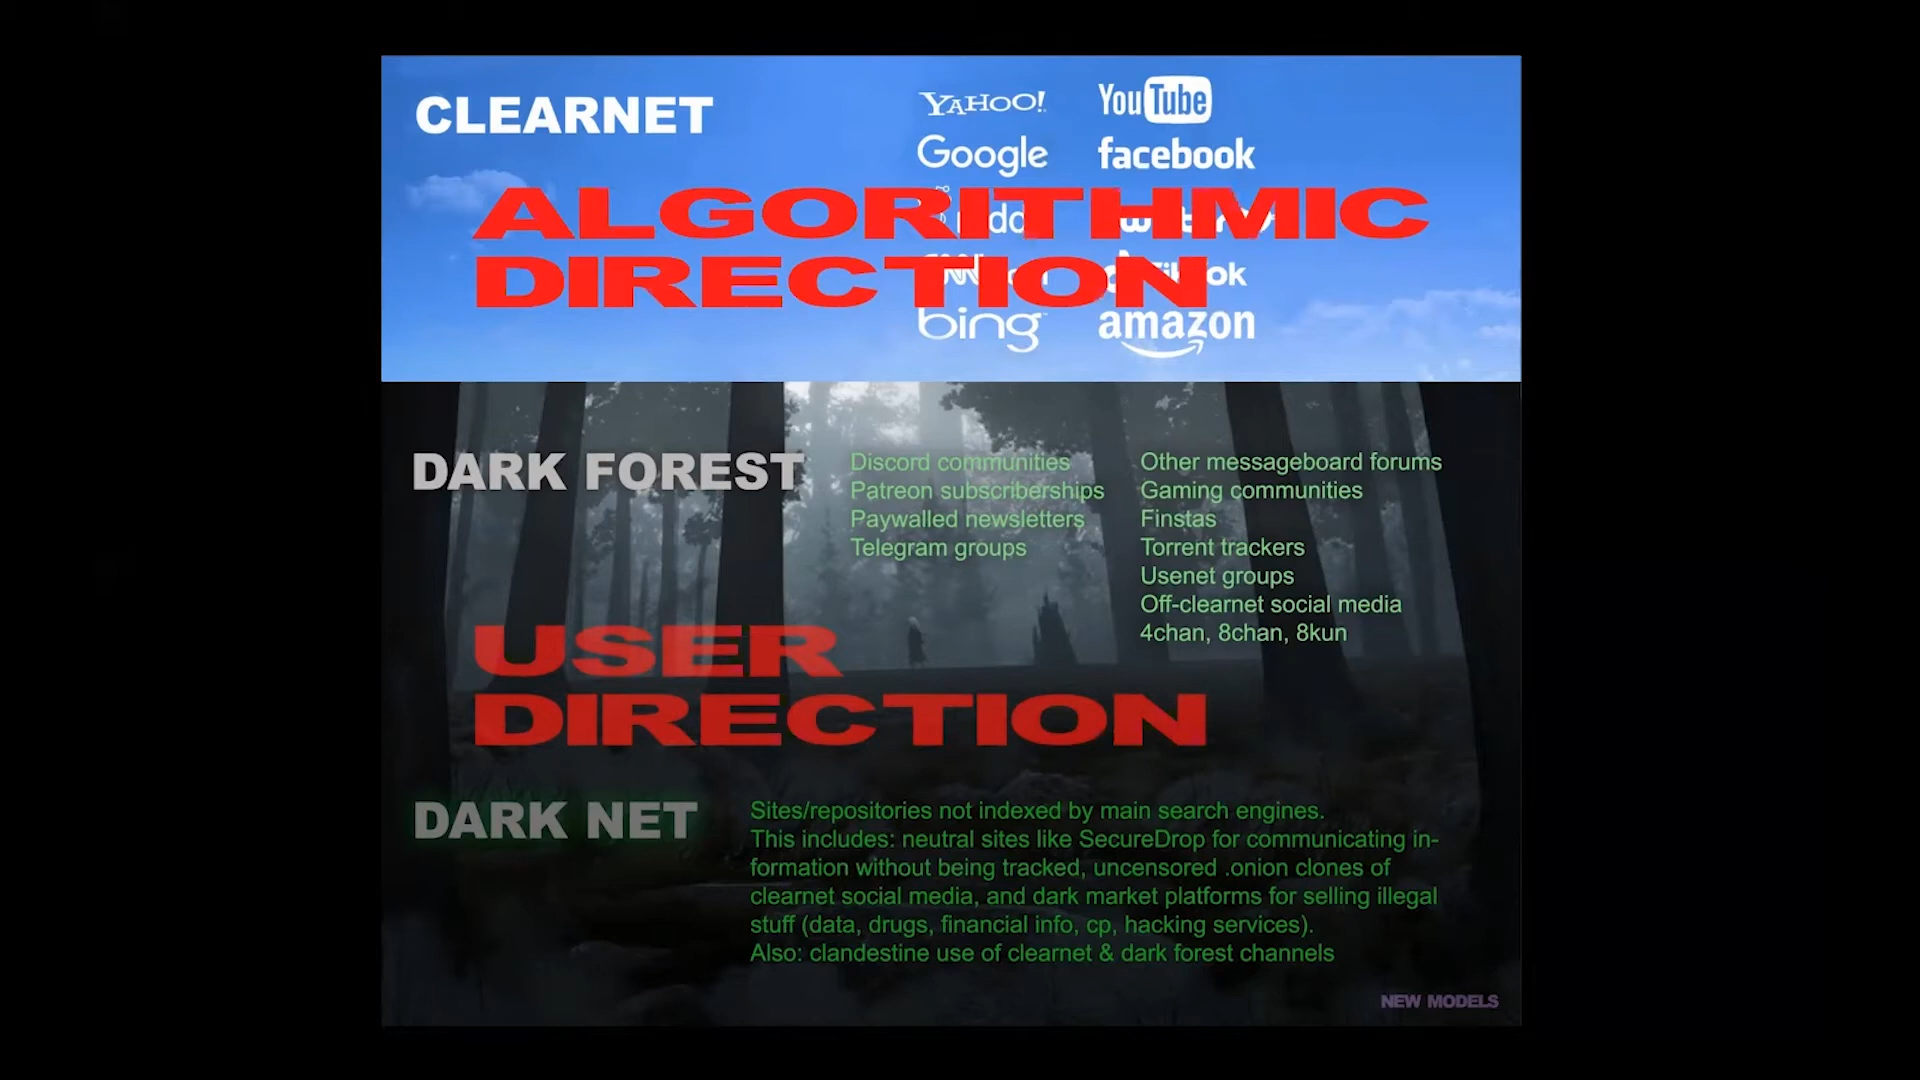 CLEARNET
YAHOO!
YouTube
Google
facebook
ALGORITHMIC
DIRECTION
bing
amazon
DARK FOREST
Discord communities
Patreon subscriberships
Paywalled newsletters
Telegram groups
Other messageboard forums
Gaming communities
Finstas
Torrent trackers
Usenet groups
Off-clearnet social media
4chan, 8chan, 8kun
USER
DIRECTION
DARK NET
Sites/repositories not indexed by main search engines.
This includes: neutral sites like SecureDrop for communicating in-
formation without being tracked, uncensored .onion clones of
clearnet social media, and dark market platforms for selling illegal
stuff (data, drugs, financial info, cp, hacking services).
Also: clandestine use of clearnet & dark forest channels
NEW MODELS